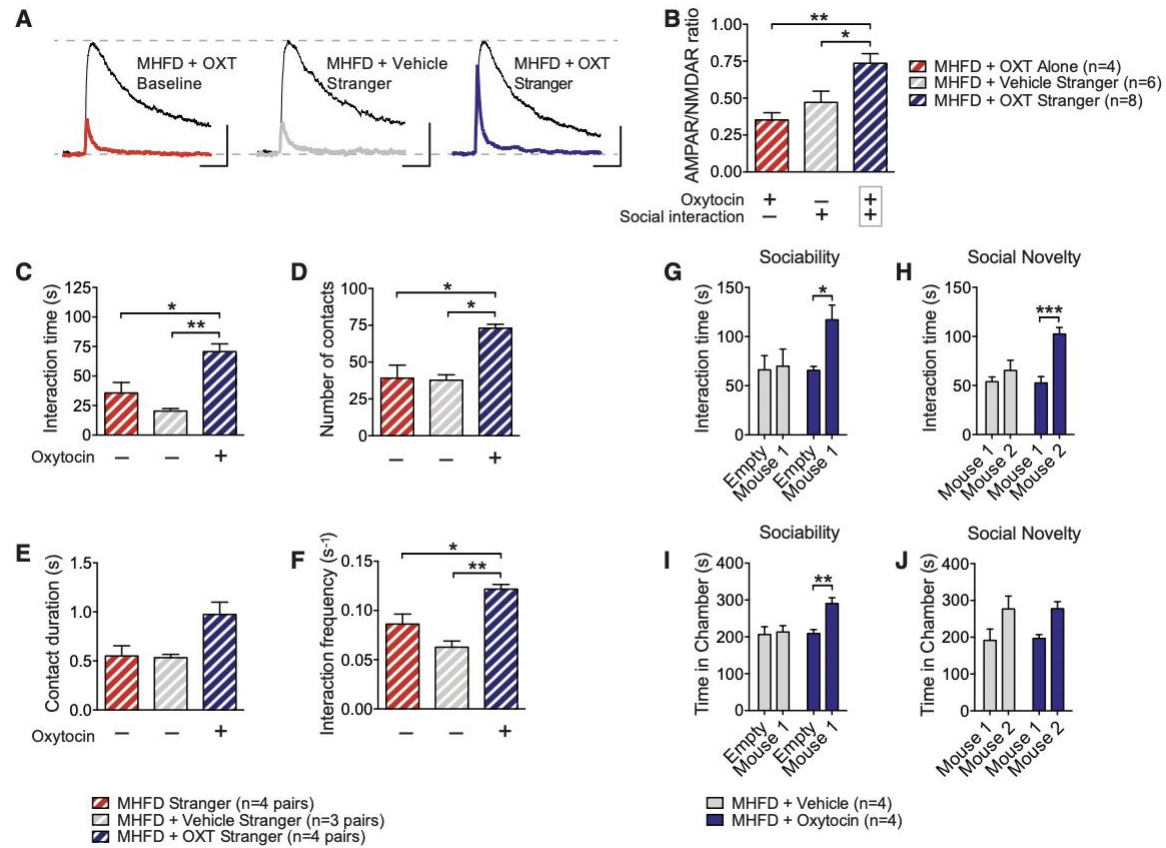 A
MHFD + OXT
Baseline
MHFD + Vehicle
Stranger
MHFD + OXT
Stranger
B
AMPAR/NMDAR ratio
1.00
0.75
0.50
0.25
0.00
**
*
MHFD + OXT Alone (n=4)
MHFD + Vehicle Stranger (n=6)
MHFD + OXT Stranger (n=8)
Oxytocin + – +
Social interaction – + +
C
Interaction time (s)
125
100
75
50
25
0
*
**
Oxytocin – – +
D
Number of contacts
100
75
50
25
0
*
*
– – +
E
Contact duration (s)
1.5
1.0
0.5
0.0
Oxytocin – – +
F
Interaction frequency (s⁻¹)
0.15
0.10
0.05
0.00
*
**
– – +
MHFD Stranger (n=4 pairs)
MHFD + Vehicle Stranger (n=3 pairs)
MHFD + OXT Stranger (n=4 pairs)
G
Sociability
Interaction time (s)
150
100
50
0
*
Empty
Mouse 1
Empty
Mouse 1
H
Social Novelty
Interaction time (s)
150
100
50
0
***
Mouse 1
Mouse 2
Mouse 1
Mouse 2
I
Sociability
Time in Chamber (s)
400
300
200
100
0
**
Empty
Mouse 1
Empty
Mouse 1
J
Social Novelty
Time in Chamber (s)
400
300
200
100
0
Mouse 1
Mouse 2
Mouse 1
Mouse 2
MHFD + Vehicle (n=4)
MHFD + Oxytocin (n=4)